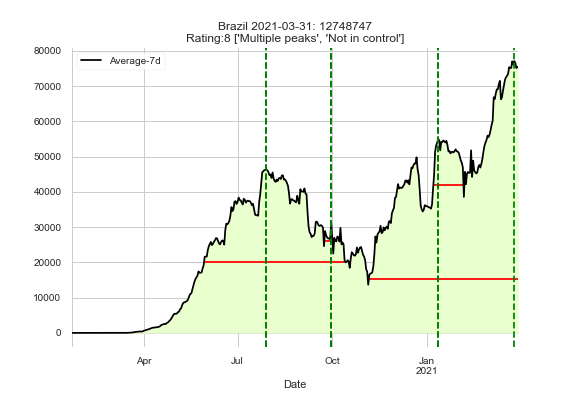 Brazil 2021-03-31: 12748747
Rating:8 ['Multiple peaks', 'Not in control']
80000
Average-7d
70000
60000
50000
40000
30000
20000
10000
0
Apr
Jul
Oct
Jan
2021
Date